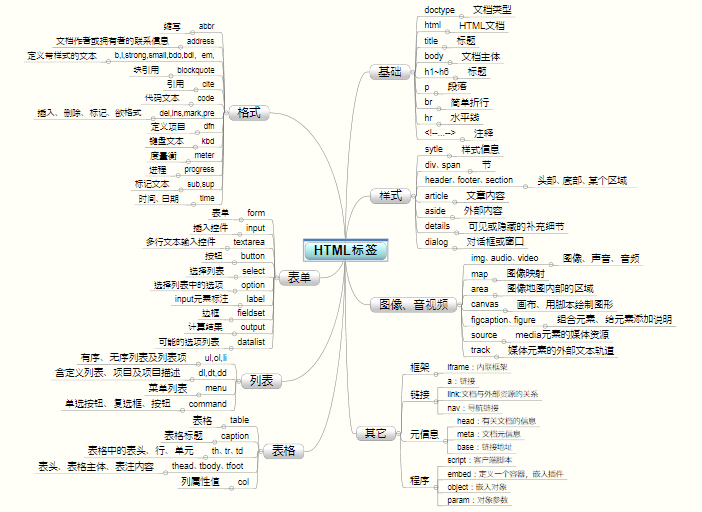 HTML标签
格式
缩写 abbr
文档作者或拥有者的联系信息 address
定义带样式的文本 b,i,strong,small,bdo,bdi, em,
块引用 blockquote
引用 cite
代码文本 code
插入、删除、标记、欲格式 del,ins,mark,pre
定义项目 dfn
键盘文本 kbd
度量衡 meter
进程 progress
标记文本 sub,sup
时间、日期 time
表单
表单 form
插入控件 input
多行文本输入控件 textarea
按钮 button
选择列表 select
选择列表中的选项 option
input元素标注 label
边框 fieldset
计算结果 output
可能的选项列表 datalist
列表
有序、无序列表及列表项 ul,ol,li
含定义列表、项目及项目描述 dl,dt,dd
菜单列表 menu
单选按钮、复选框、按钮 command
表格
表格 table
表格标题 caption
表格中的表头、行、单元 th、tr、td
表头、表格主体、表注内容 thead、tbody、tfoot
列属性值 col
基础
doctype 文档类型
html HTML文档
title 标题
body 文档主体
h1~h6 标题
p 段落
br 简单折行
hr 水平线
<!--...--> 注释
样式
sytle 样式信息
div、span 节
header、footer、section 头部、底部、某个区域
article 文章内容
aside 外部内容
details 可见或隐藏的补充细节
dialog 对话框或窗口
图像、音视频
img、audio、video 图像、声音、音频
map 图像映射
area 图像地图内部的区域
canvas 画布、用脚本绘制图形
figcaption、figure 组合元素、给元素添加说明
source media元素的媒体资源
track 媒体元素的外部文本轨道
其它
框架 iframe：内联框架
链接
a：链接
link:文档与外部资源的关系
nav：导航链接
元信息
head：有关文档的信息
meta：文档元信息
base：链接地址
程序
script：客户端脚本
embed：定义一个容器，嵌入插件
object：嵌入对象
param：对象参数